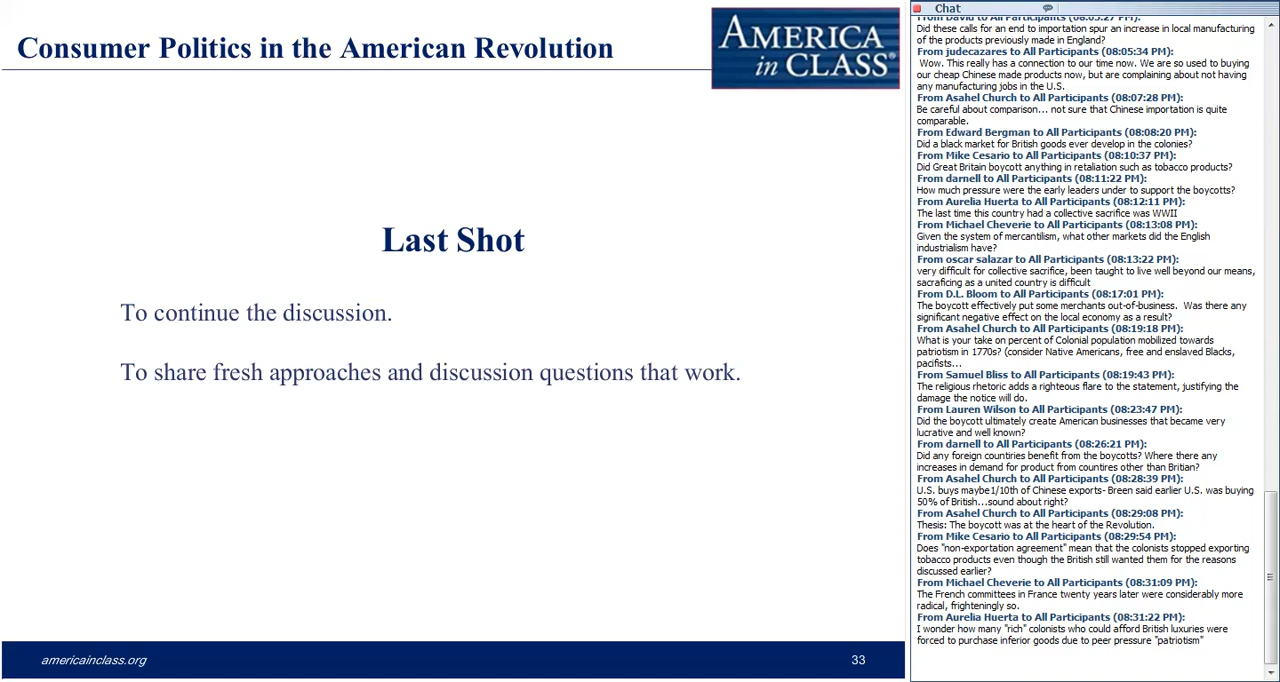 Consumer Politics in the American Revolution
AMERICA
in CLASS®
Last Shot
To continue the discussion.
To share fresh approaches and discussion questions that work.
americainclass.org
33
Chat
From David to All Participants (08:05:27 PM):
Did these calls for an end to importation spur an increase in local manufacturing
of the products previously made in England?
From judecazares to All Participants (08:05:34 PM):
Wow. This really has a connection to our time now. We are so used to buying
our cheap Chinese made products now, but are complaining about not having
any manufacturing jobs in the U.S.
From Asahel Church to All Participants (08:07:28 PM):
Be careful about comparison... not sure that Chinese importation is quite
comparable.
From Edward Bergman to All Participants (08:08:20 PM):
Did a black market for British goods ever develop in the colonies?
From Mike Cesario to All Participants (08:10:37 PM):
Did Great Britain boycott anything in retaliation such as tobacco products?
From darnell to All Participants (08:11:22 PM):
How much pressure were the early leaders under to support the boycotts?
From Aurelia Huerta to All Participants (08:12:11 PM):
The last time this country had a collective sacrifice was WWII
From Michael Cheverie to All Participants (08:13:08 PM):
Given the system of mercantilism, what other markets did the English
industrialism have?
From oscar salazar to All Participants (08:13:22 PM):
very difficult for collective sacrifice, been taught to live well beyond our means,
sacraficing as a united country is difficult
From D.L. Bloom to All Participants (08:17:01 PM):
The boycott effectively put some merchants out-of-business.  Was there any
significant negative effect on the local economy as a result?
From Asahel Church to All Participants (08:19:18 PM):
What is your take on percent of Colonial population mobilized towards
patriotism in 1770s? (consider Native Americans, free and enslaved Blacks,
pacifists...
From Samuel Bliss to All Participants (08:19:43 PM):
The religious rhetoric adds a righteous flare to the statement, justifying the
damage the notice will do.
From Lauren Wilson to All Participants (08:23:47 PM):
Did the boycott ultimately create American businesses that became very
lucrative and well known?
From darnell to All Participants (08:26:21 PM):
Did any foreign countiries benefit from the boycotts? Where there any
increases in demand for product from countires other than Britian?
From Asahel Church to All Participants (08:28:39 PM):
U.S. buys maybe1/10th of Chinese exports- Breen said earlier U.S. was buying
50% of British...sound about right?
From Asahel Church to All Participants (08:29:08 PM):
Thesis: The boycott was at the heart of the Revolution.
From Mike Cesario to All Participants (08:29:54 PM):
Does "non-exportation agreement" mean that the colonists stopped exporting
tobacco products even though the British still wanted them for the reasons
discussed earlier?
From Michael Cheverie to All Participants (08:31:09 PM):
The French committees in France twenty years later were considerably more
radical, frighteningly so.
From Aurelia Huerta to All Participants (08:31:22 PM):
I wonder how many "rich" colonists who could afford British luxuries were
forced to purchase inferior goods due to peer pressure "patriotism"